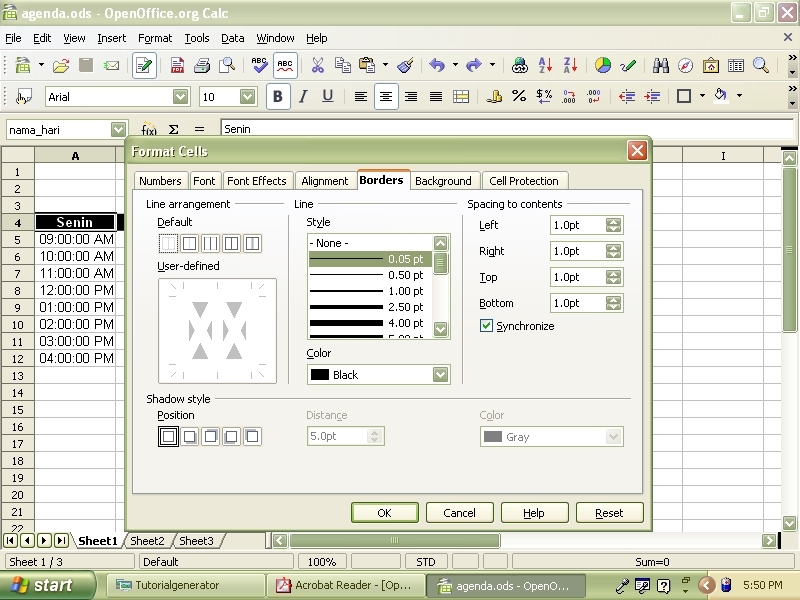 agenda.ods - OpenOffice.org Calc
File Edit View Insert Format Tools Data Window Help
ABC ABC
Arial 10 B I U
nama_hari f(x) Σ = Senin
A I
1
2
3
4 Senin
5 09:00:00 AM
6 10:00:00 AM
7 11:00:00 AM
8 12:00:00 PM
9 01:00:00 PM
10 02:00:00 PM
11 03:00:00 PM
12 04:00:00 PM
13
14
15
16
17
18
19
20
21
22
Format Cells
Numbers Font Font Effects Alignment Borders Background Cell Protection
Line arrangement
Default
User-defined
Line
Style
- None -
0.05 pt
0.50 pt
1.00 pt
2.50 pt
4.00 pt
5.00 pt
Color
Black
Spacing to contents
Left 1.0pt
Right 1.0pt
Top 1.0pt
Bottom 1.0pt
Synchronize
Shadow style
Position
Distance
5.0pt
Color
Gray
OK Cancel Help Reset
Sheet1 Sheet2 Sheet3
Sheet 1 / 3 Default 100% STD Sum=0
start Tutorialgenerator Acrobat Reader - [Op... agenda.ods - OpenO... 5:50 PM